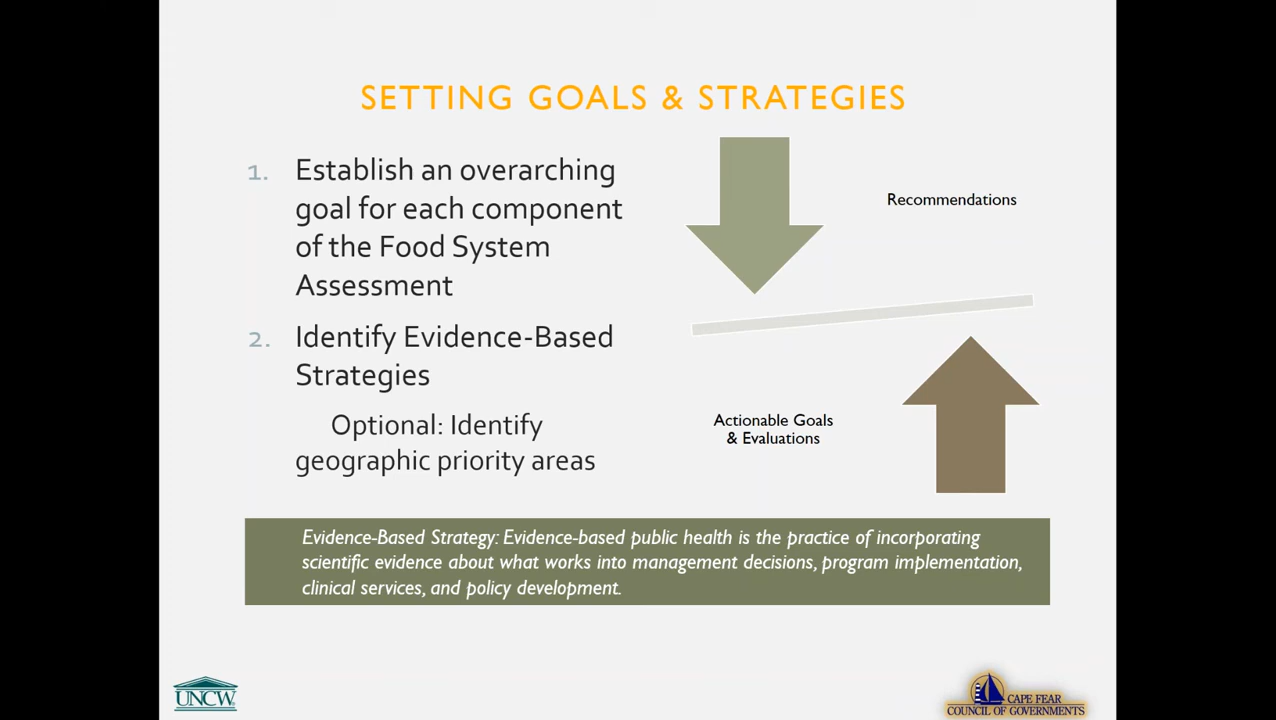 SETTING GOALS & STRATEGIES
1. Establish an overarching
goal for each component
of the Food System
Assessment
2. Identify Evidence-Based
Strategies
Optional: Identify
geographic priority areas
Recommendations
Actionable Goals
& Evaluations
Evidence-Based Strategy: Evidence-based public health is the practice of incorporating
scientific evidence about what works into management decisions, program implementation,
clinical services, and policy development.
UNCW
CAPE FEAR
COUNCIL OF GOVERNMENTS